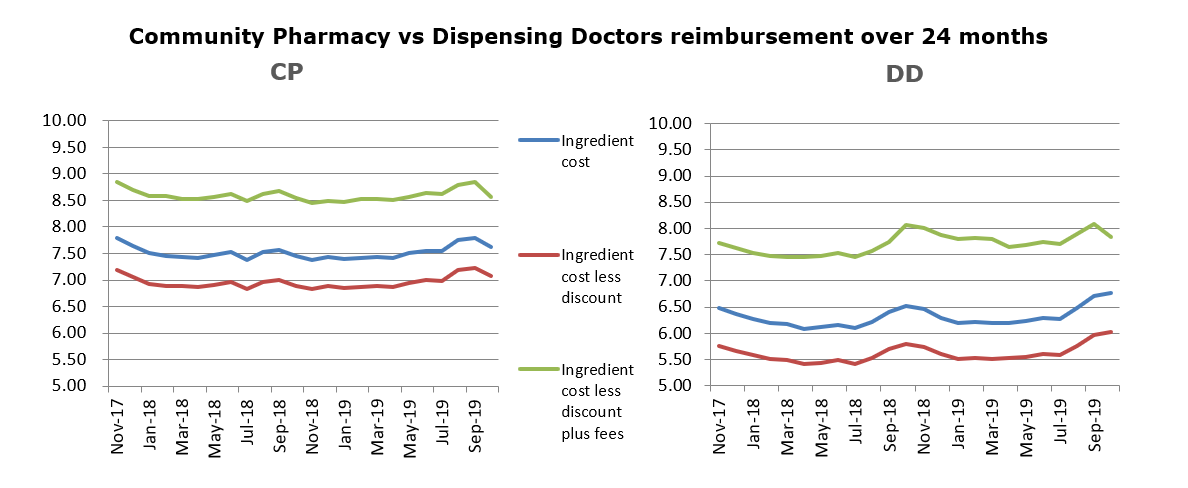 Community Pharmacy vs Dispensing Doctors reimbursement over 24 months
CP
10.00
9.50
9.00
8.50
8.00
7.50
7.00
6.50
6.00
5.50
5.00
Nov-17
Jan-18
Mar-18
May-18
Jul-18
Sep-18
Nov-18
Jan-19
Mar-19
May-19
Jul-19
Sep-19
Ingredient
cost
Ingredient
cost less
discount
Ingredient
cost less
discount
plus fees
DD
10.00
9.50
9.00
8.50
8.00
7.50
7.00
6.50
6.00
5.50
5.00
Nov-17
Jan-18
Mar-18
May-18
Jul-18
Sep-18
Nov-18
Jan-19
Mar-19
May-19
Jul-19
Sep-19